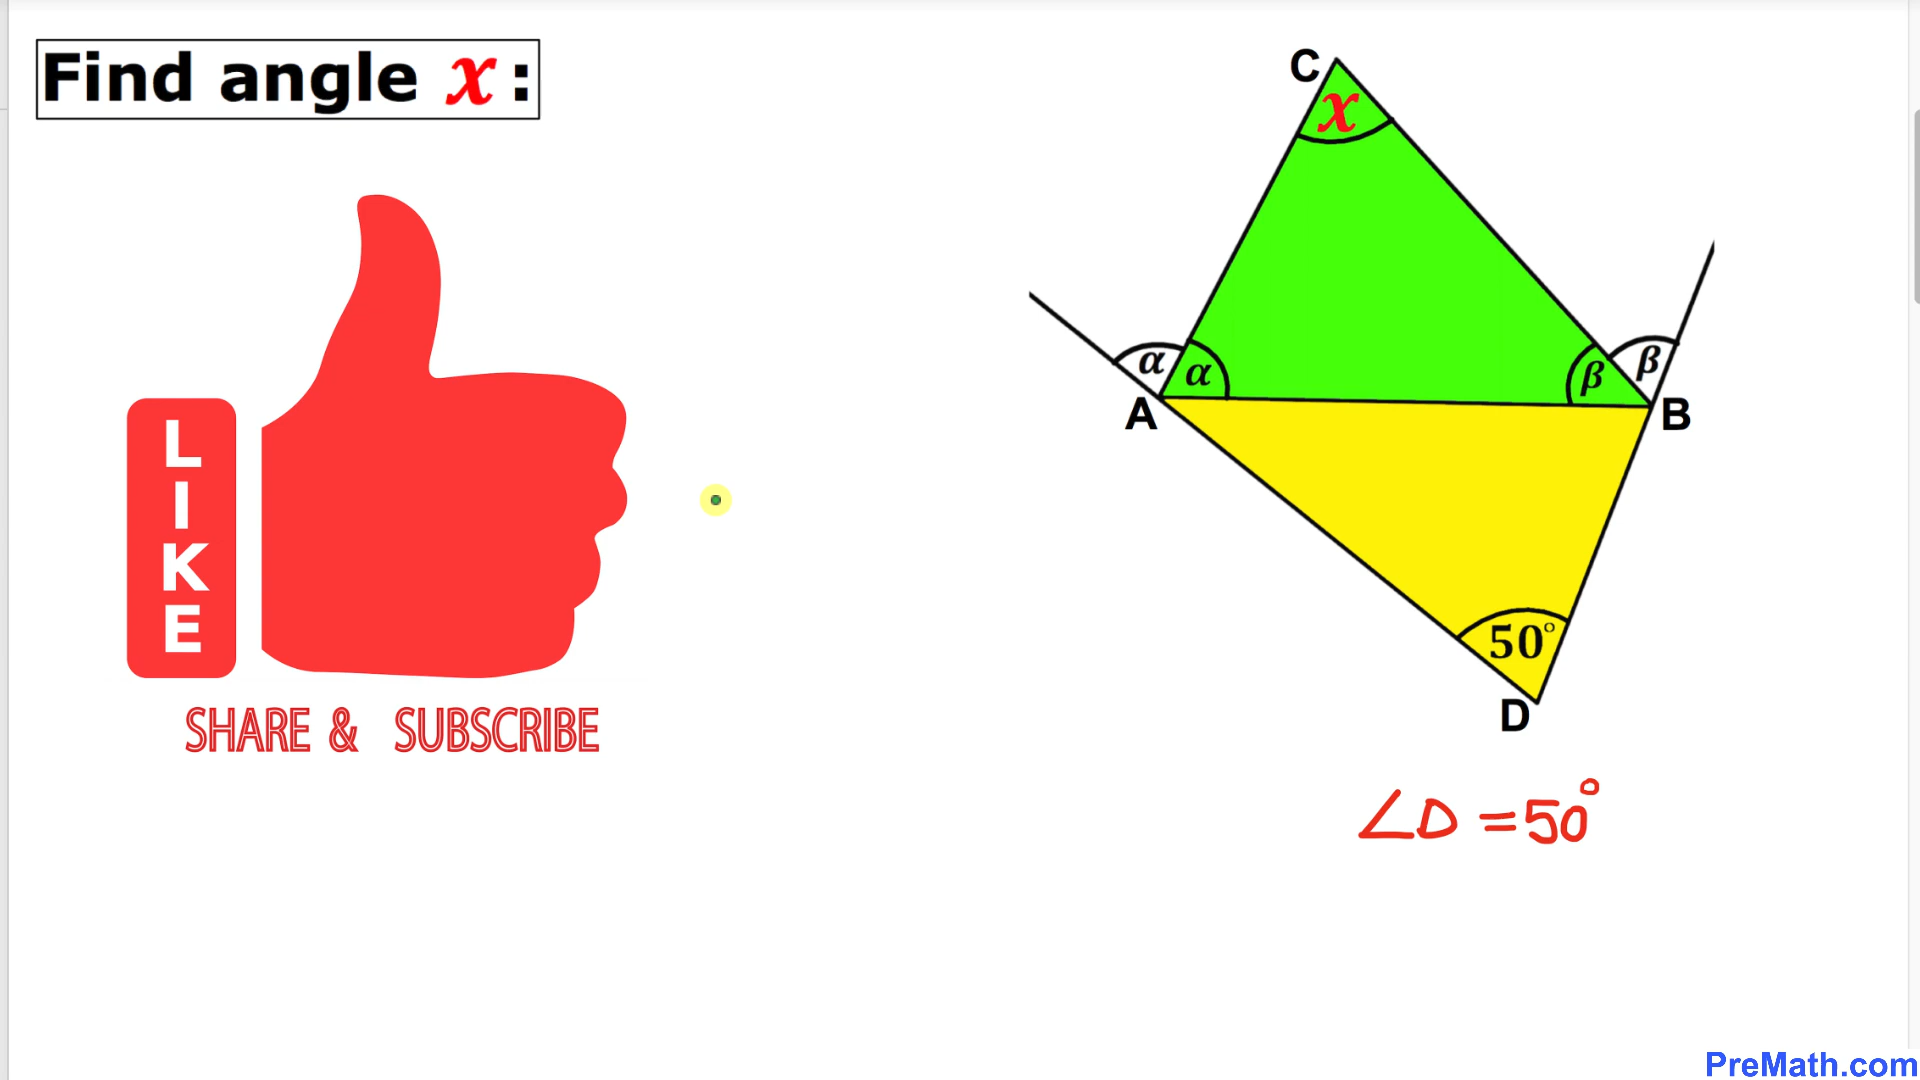 Find angle x :
C
x
α
α
β
β
A
B
L
I
K
E
50°
D
SHARE & SUBSCRIBE
∠D = 50°
PreMath.com